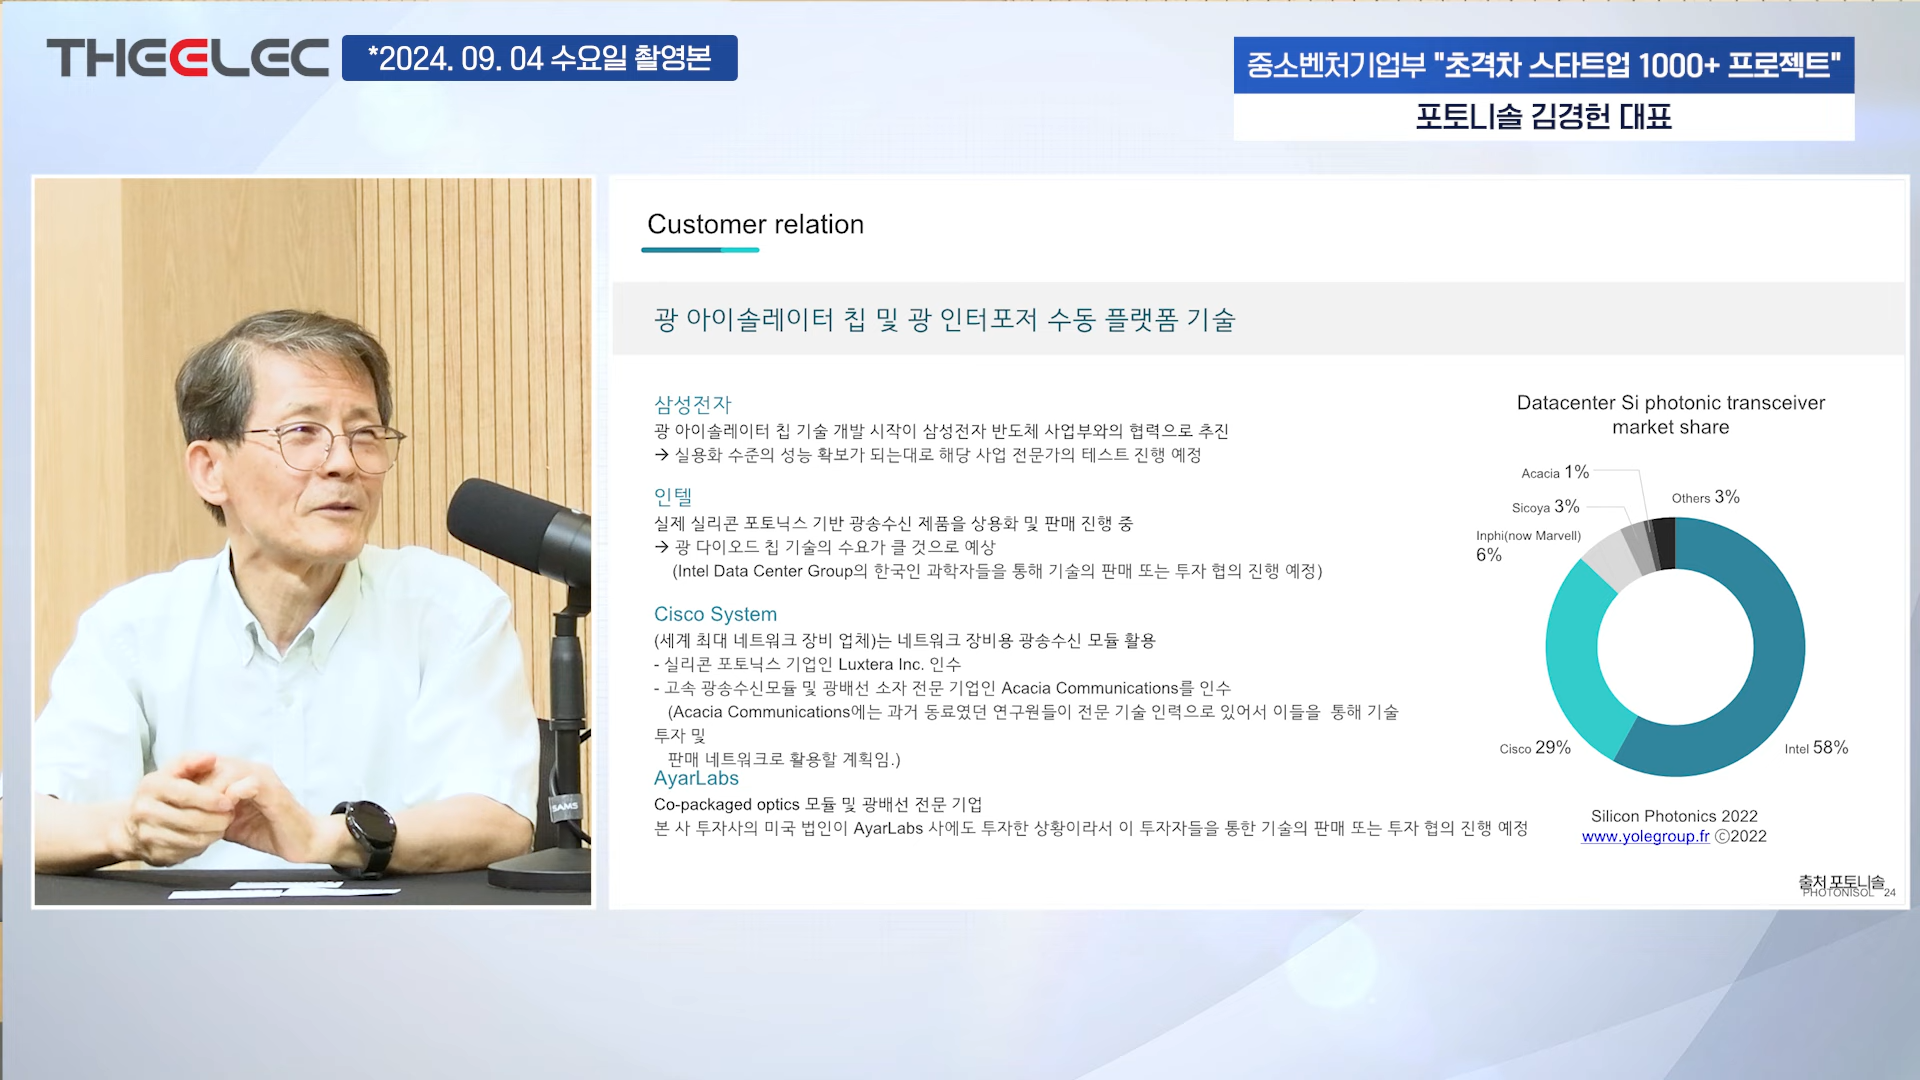 THEELEC
*2024. 09. 04 수요일 촬영본
중소벤처기업부 "초격차 스타트업 1000+ 프로젝트"
포토니솔 김경헌 대표
Customer relation
광 아이솔레이터 칩 및 광 인터포저 수동 플랫폼 기술
삼성전자
광 아이솔레이터 칩 기술 개발 시작이 삼성전자 반도체 사업부와의 협력으로 추진
→ 실용화 수준의 성능 확보가 되는대로 해당 사업 전문가의 테스트 진행 예정
인텔
실제 실리콘 포토닉스 기반 광송수신 제품을 상용화 및 판매 진행 중
→ 광 다이오드 칩 기술의 수요가 클 것으로 예상
(Intel Data Center Group의 한국인 과학자들을 통해 기술의 판매 또는 투자 협의 진행 예정)
Cisco System
(세계 최대 네트워크 장비 업체)는 네트워크 장비용 광송수신 모듈 활용
- 실리콘 포토닉스 기업인 Luxtera Inc. 인수
- 고속 광송수신모듈 및 광배선 소자 전문 기업인 Acacia Communications를 인수
(Acacia Communications에는 과거 동료였던 연구원들이 전문 기술 인력으로 있어서 이들을 통해 기술
투자 및
판매 네트워크로 활용할 계획임.)
AyarLabs
Co-packaged optics 모듈 및 광배선 전문 기업
본 사 투자사의 미국 법인이 AyarLabs 사에도 투자한 상황이라서 이 투자자들을 통한 기술의 판매 또는 투자 협의 진행 예정
Datacenter Si photonic transceiver
market share
Acacia 1%
Others 3%
Sicoya 3%
Inphi(now Marvell)
6%
Cisco 29%
Intel 58%
Silicon Photonics 2022
www.yolegroup.fr ⓒ2022
출처 포토니솔
PHOTONISOL 24
SAMS